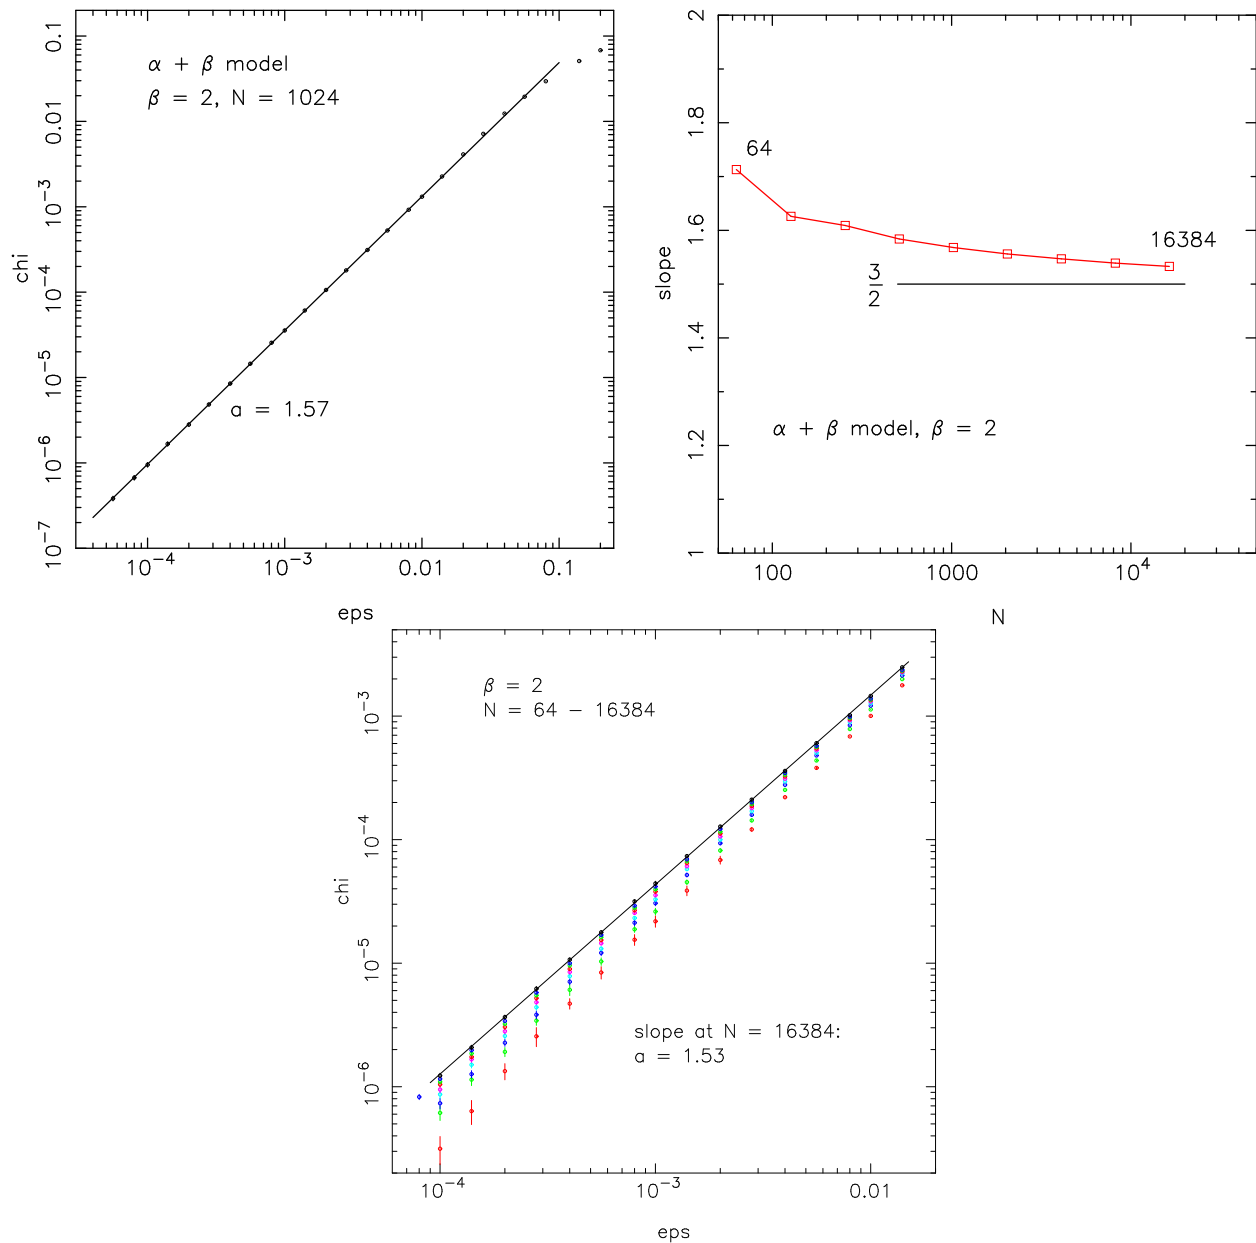 α + β model
β = 2, N = 1024
a = 1.57
chi
0.1
0.01
10⁻³
10⁻⁴
10⁻⁵
10⁻⁶
10⁻⁷
10⁻⁴
10⁻³
0.01
0.1
eps
slope
2
1.8
1.6
1.4
1.2
1
64
16384
3
2
α + β model, β = 2
100
1000
10⁴
N
β = 2
N = 64 − 16384
chi
10⁻³
10⁻⁴
10⁻⁵
10⁻⁶
slope at N = 16384:
a = 1.53
10⁻⁴
10⁻³
0.01
eps